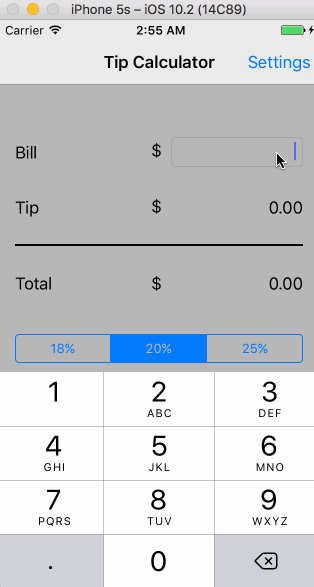 iPhone 5s – iOS 10.2 (14C89)
Carrier 2:55 AM
Tip Calculator Settings
Bill $
Tip $ 0.00
Total $ 0.00
18% 20% 25%
1 2 3
ABC DEF
4 5 6
GHI JKL MNO
7 8 9
PQRS TUV WXYZ
. 0